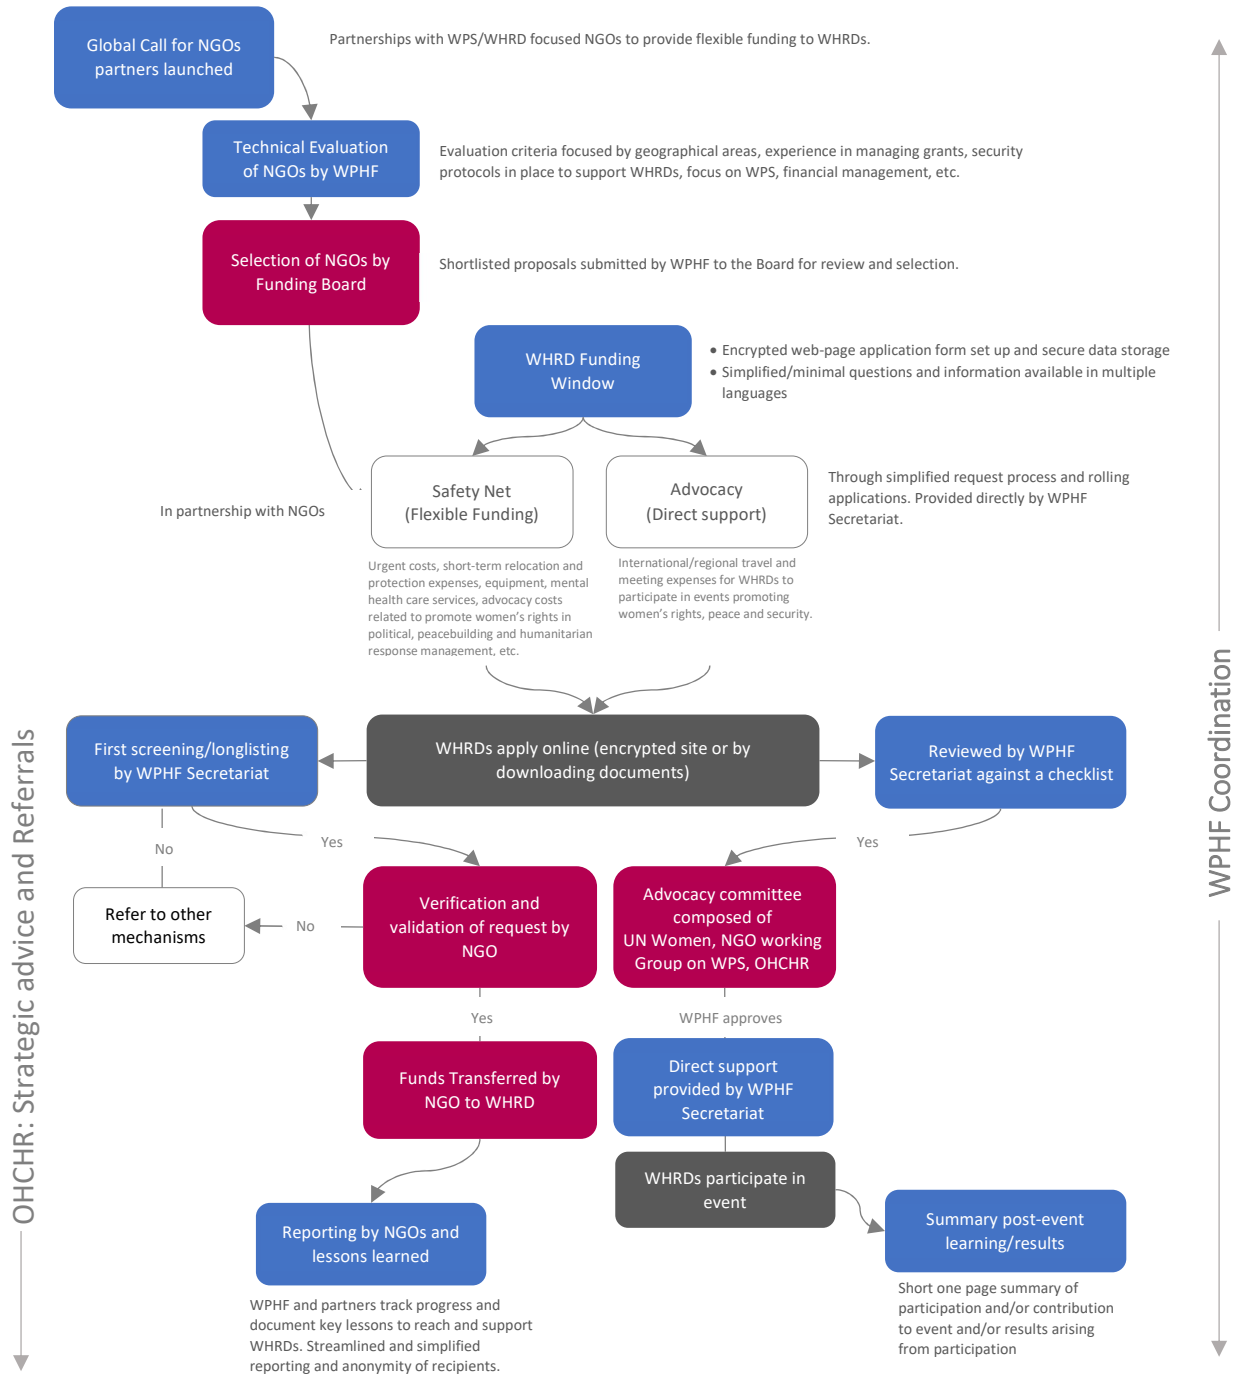 Global Call for NGOs
partners launched
Partnerships with WPS/WHRD focused NGOs to provide flexible funding to WHRDs.
Technical Evaluation
of NGOs by WPHF
Evaluation criteria focused by geographical areas, experience in managing grants, security
protocols in place to support WHRDs, focus on WPS, financial management, etc.
Selection of NGOs by
Funding Board
Shortlisted proposals submitted by WPHF to the Board for review and selection.
WHRD Funding
Window
• Encrypted web-page application form set up and secure data storage
• Simplified/minimal questions and information available in multiple
languages
In partnership with NGOs
Safety Net
(Flexible Funding)
Advocacy
(Direct support)
Through simplified request process and rolling
applications. Provided directly by WPHF
Secretariat.
Urgent costs, short-term relocation and
protection expenses, equipment, mental
health care services, advocacy costs
related to promote women's rights in
political, peacebuilding and humanitarian
response management, etc.
International/regional travel and
meeting expenses for WHRDs to
participate in events promoting
women's rights, peace and security.
First screening/longlisting
by WPHF Secretariat
WHRDs apply online (encrypted site or by
downloading documents)
Reviewed by WPHF
Secretariat against a checklist
No
Yes
Yes
Refer to other
mechanisms
No
Verification and
validation of request by
NGO
Advocacy committee
composed of
UN Women, NGO working
Group on WPS, OHCHR
Yes
WPHF approves
Funds Transferred by
NGO to WHRD
Direct support
provided by WPHF
Secretariat
WHRDs participate in
event
Reporting by NGOs and
lessons learned
Summary post-event
learning/results
WPHF and partners track progress and
document key lessons to reach and support
WHRDs. Streamlined and simplified
reporting and anonymity of recipients.
Short one page summary of
participation and/or contribution
to event and/or results arising
from participation
OHCHR: Strategic advice and Referrals
WPHF Coordination